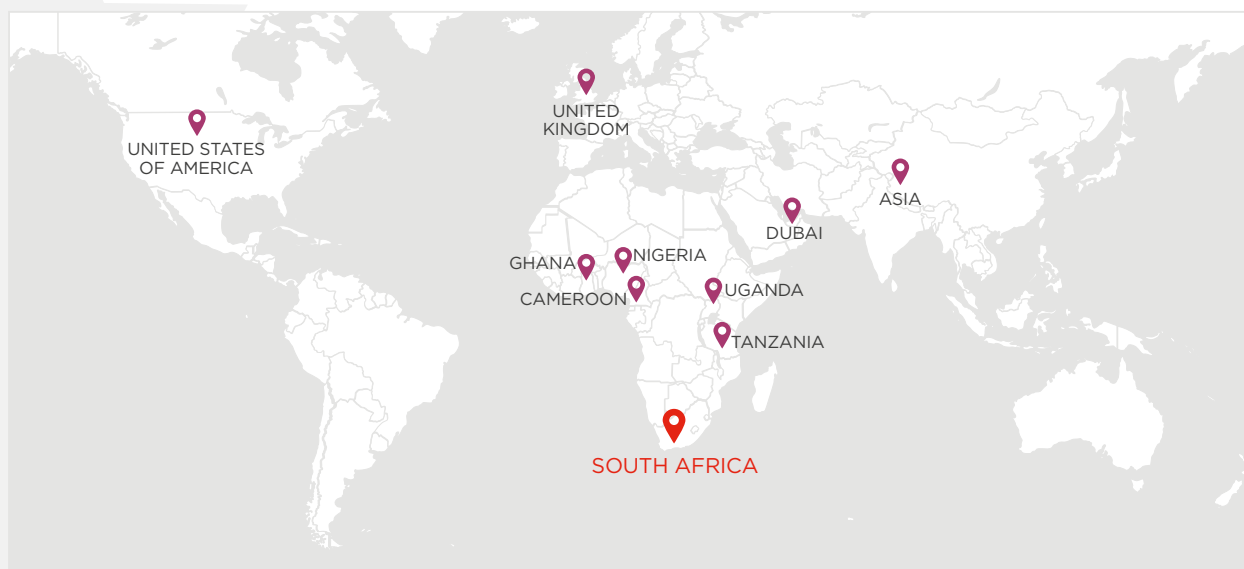 UNITED
KINGDOM
UNITED STATES
OF AMERICA
ASIA
DUBAI
NIGERIA
GHANA
UGANDA
CAMEROON
TANZANIA
SOUTH AFRICA